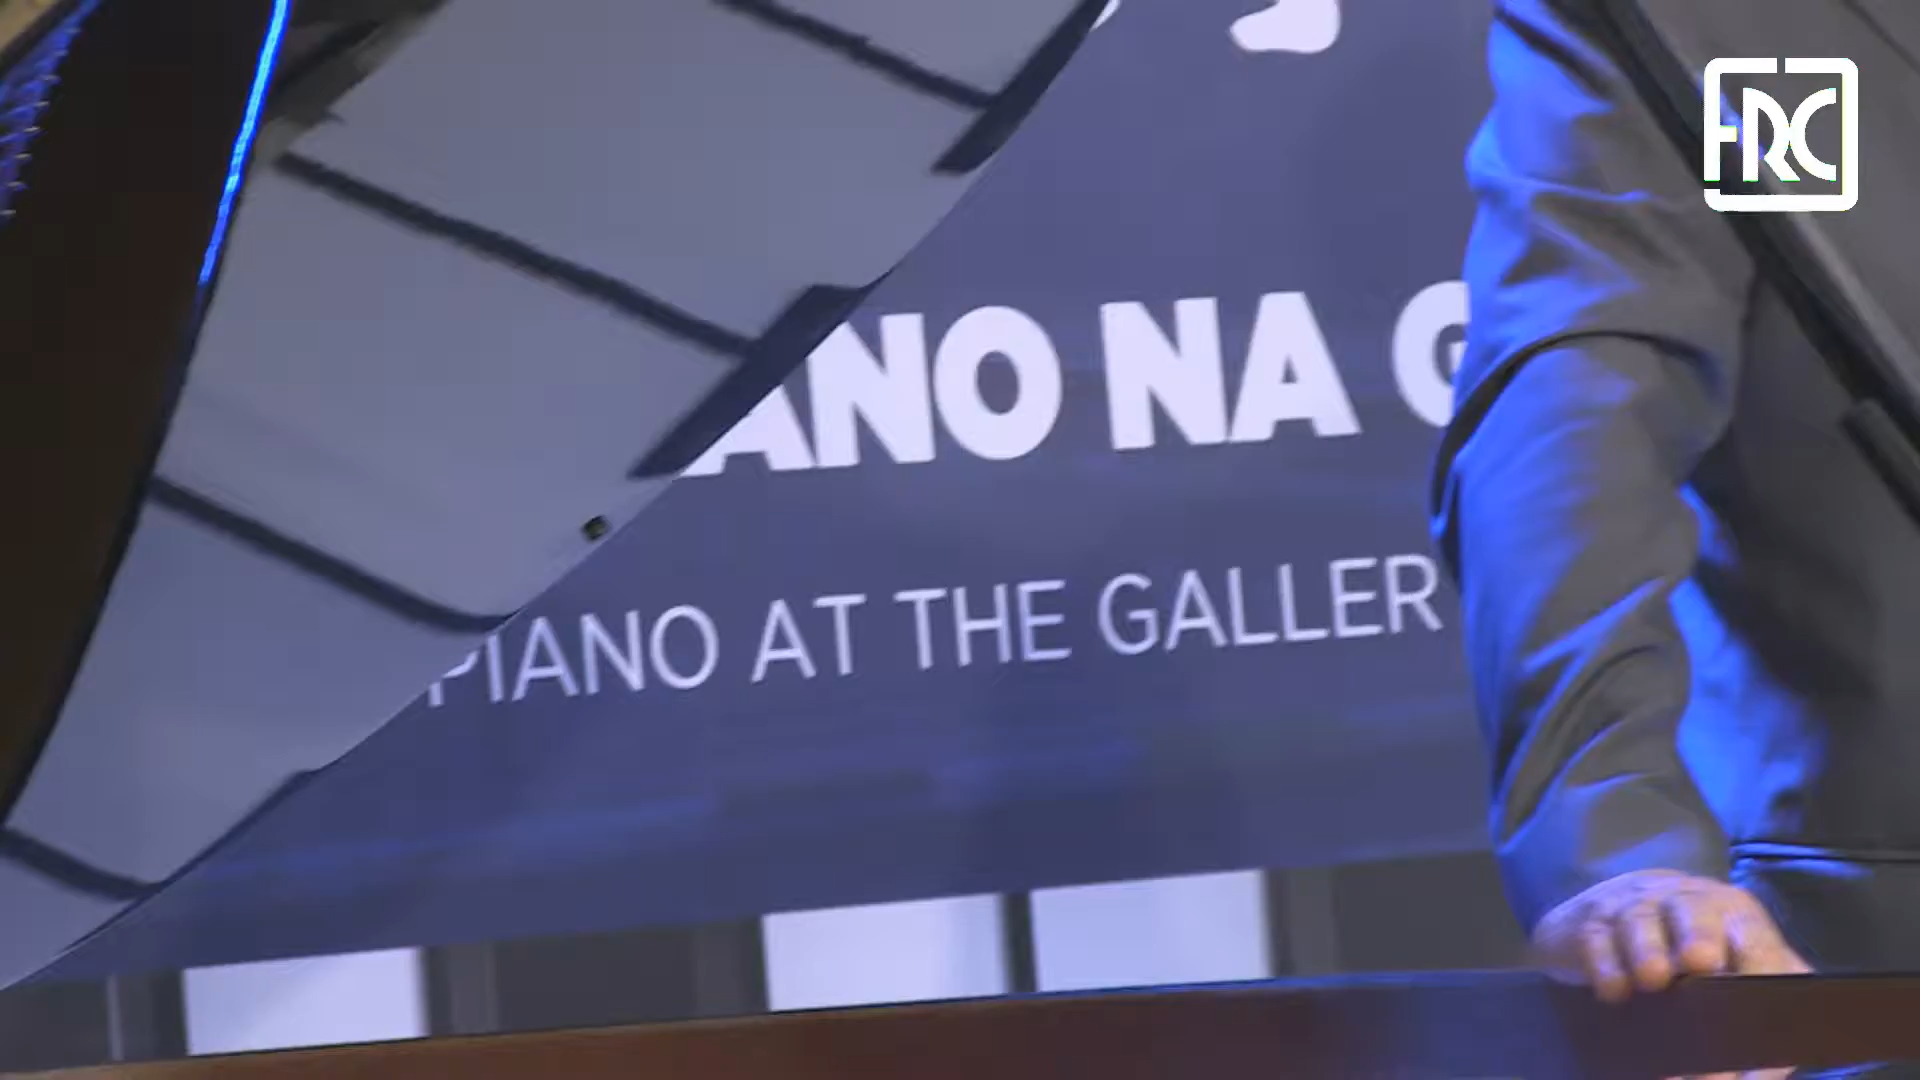 FRC
ANO NA G
PIANO AT THE GALLER